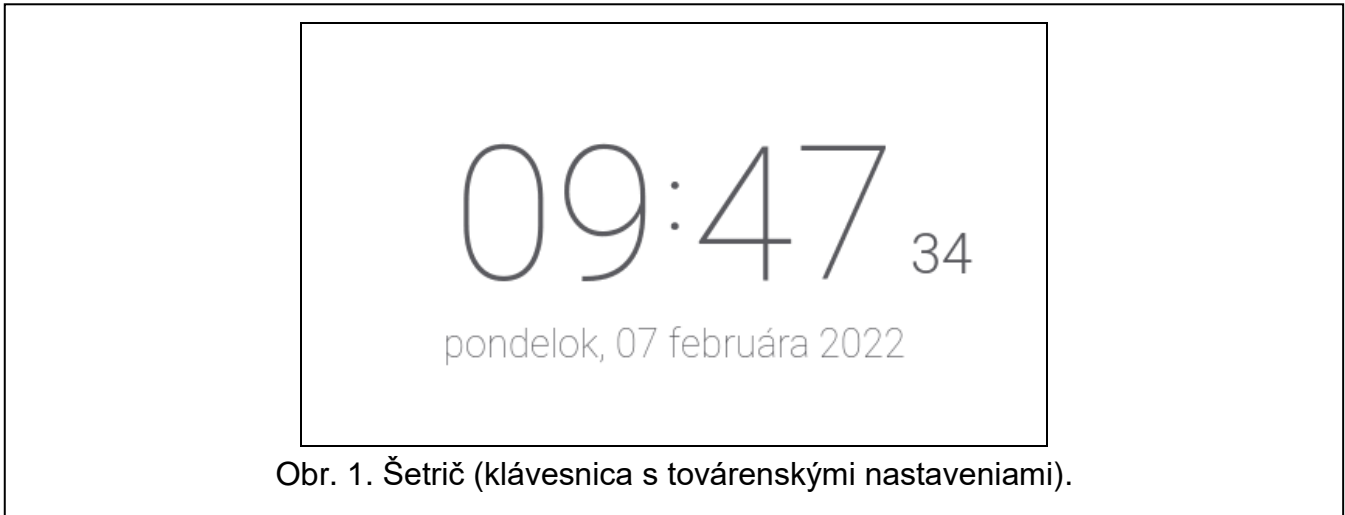 09:47 34
pondelok, 07 februára 2022
Obr. 1. Šetrič (klávesnica s továrenskými nastaveniami).